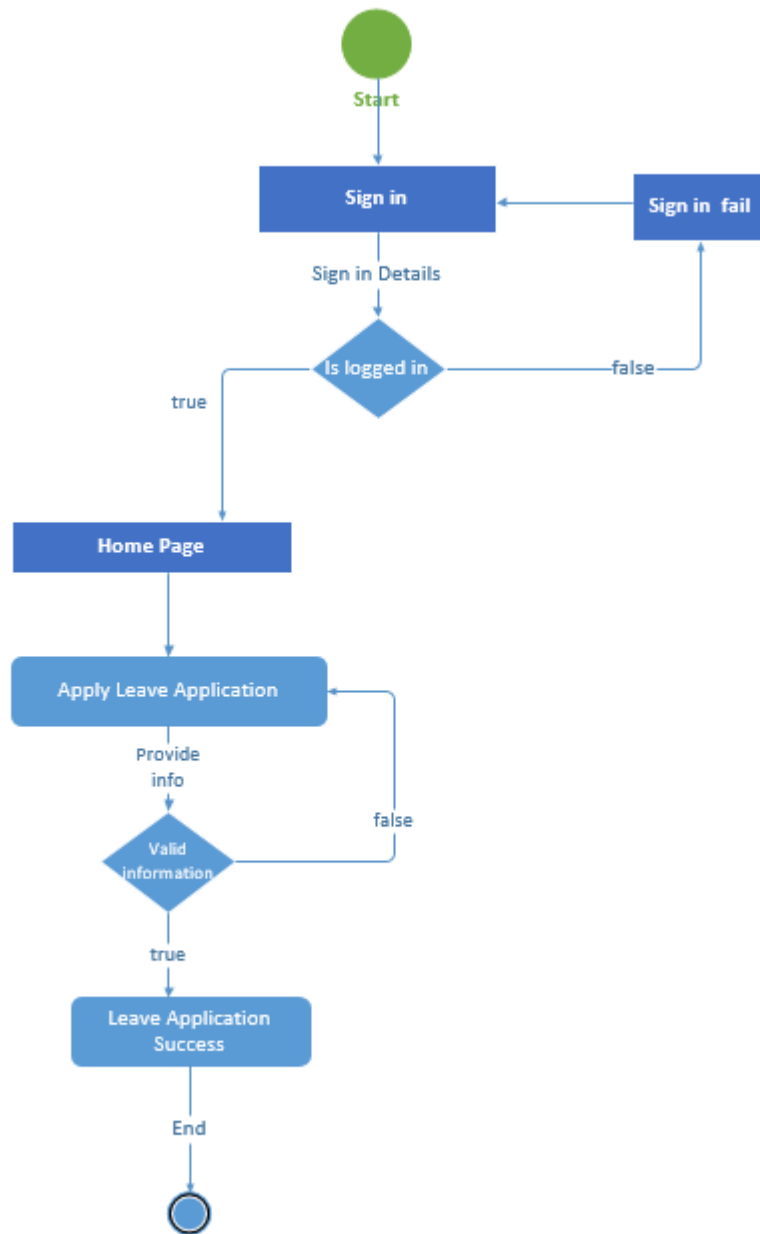 Start
Sign in
Sign in  fail
Sign in Details
Is logged in
false
true
Home Page
Apply Leave Application
Provide
info
false
Valid
information
true
Leave Application
Success
End